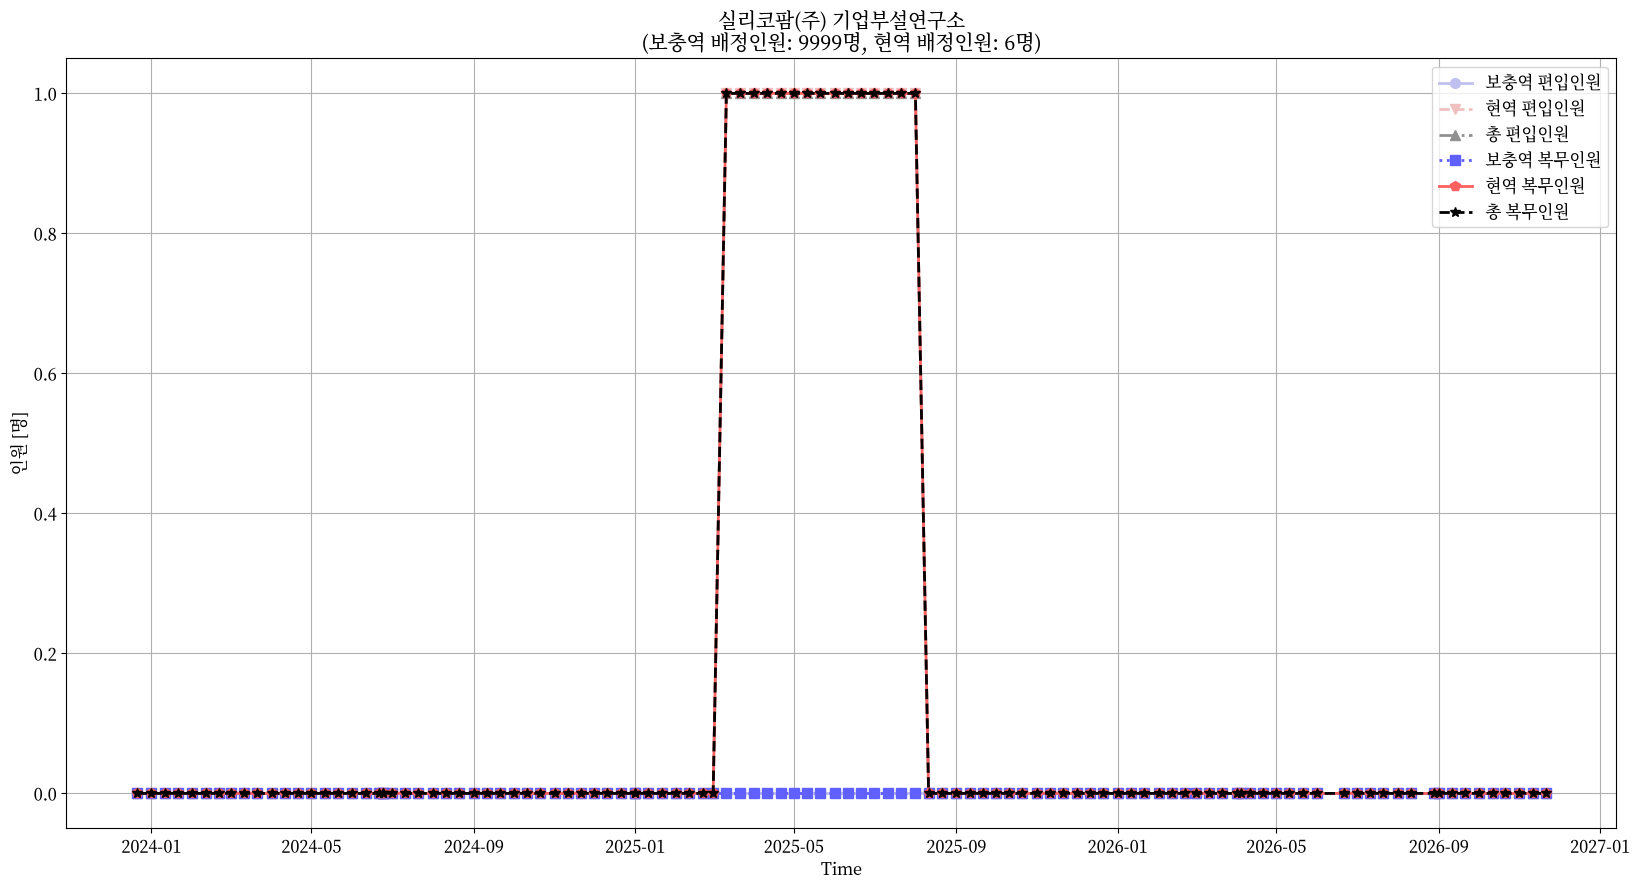 실리코팜(주) 기업부설연구소
(보충역 배정인원: 9999명, 현역 배정인원: 6명)
보충역 편입인원
현역 편입인원
총 편입인원
보충역 복무인원
현역 복무인원
총 복무인원
인원 [명]
1.0
0.8
0.6
0.4
0.2
0.0
2024-01
2024-05
2024-09
2025-01
2025-05
2025-09
2026-01
2026-05
2026-09
2027-01
Time